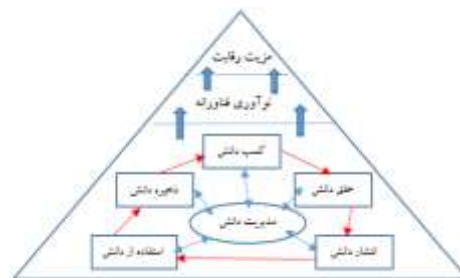 مزیت رقابت
نوآوری فناورانه
کسب دانش
ذخیره دانش
خلق دانش
مدیریت دانش
استفاده از دانش
انتشار دانش